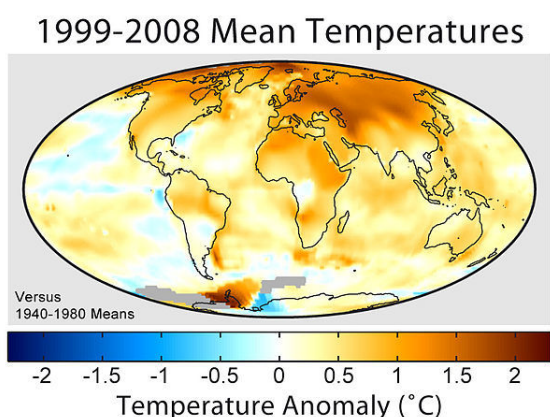 1999-2008 Mean Temperatures
Versus
1940-1980 Means
-2 -1.5 -1 -0.5 0 0.5 1 1.5 2
Temperature Anomaly (˚C)